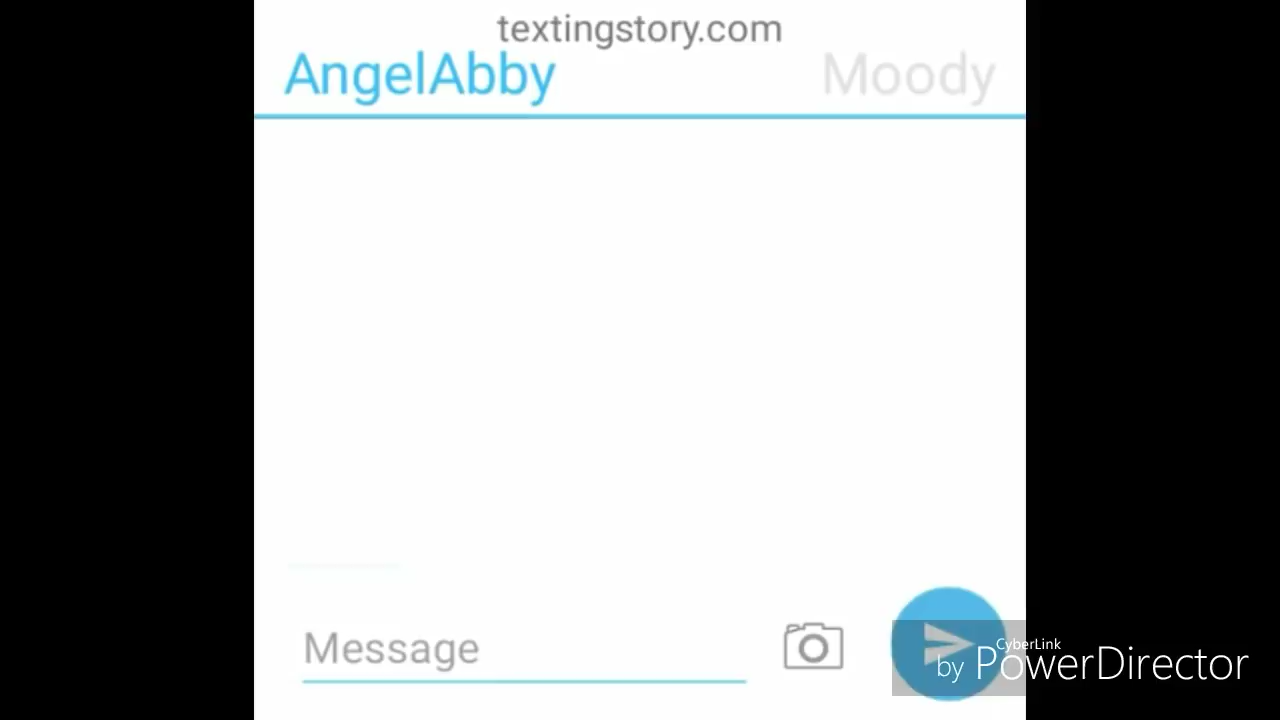 textingstory.com
AngelAbby Moody
Message
CyberLink
by PowerDirector